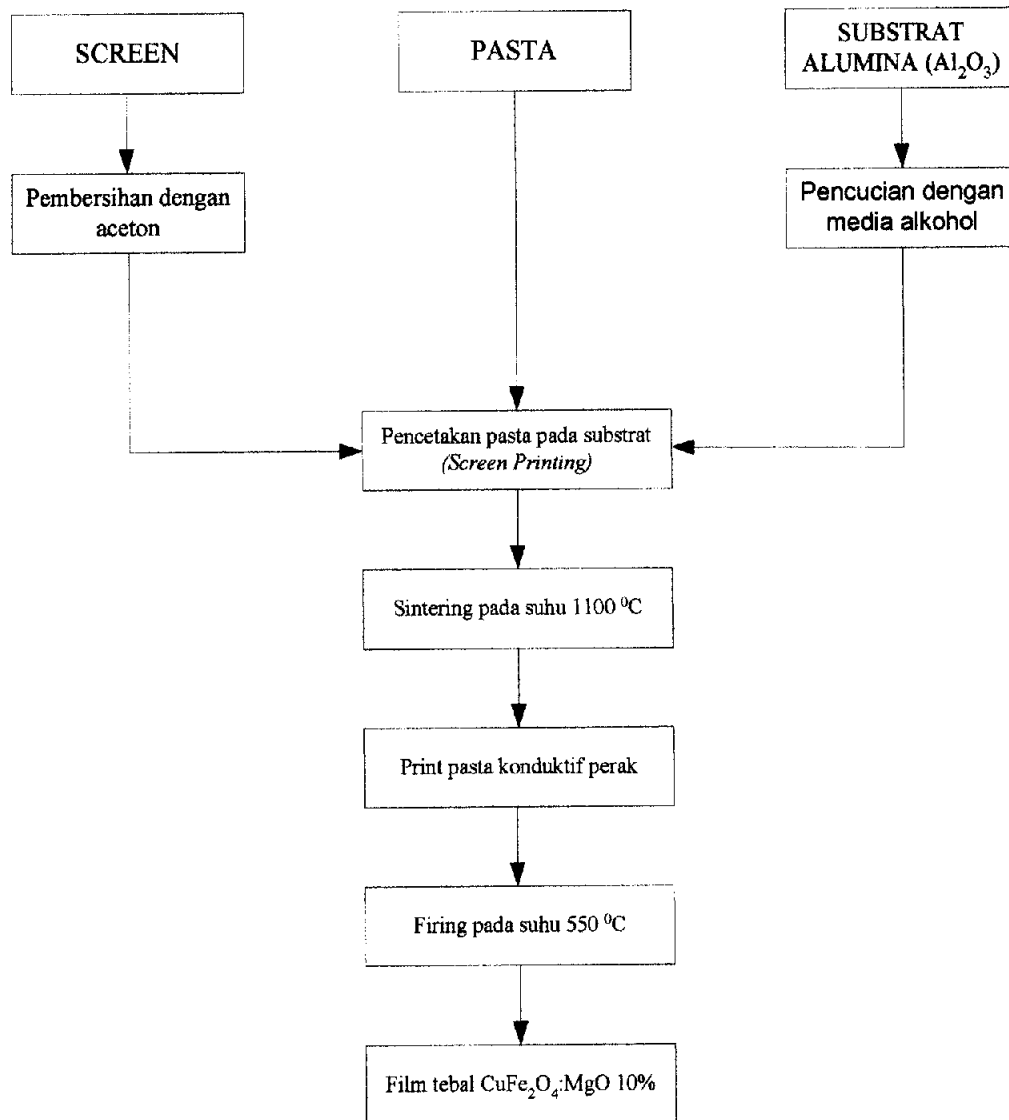 SCREEN
PASTA
SUBSTRAT
ALUMINA (Al₂O₃)
Pembersihan dengan
aceton
Pencucian dengan
media alkohol
Pencetakan pasta pada substrat
(Screen Printing)
Sintering pada suhu 1100 ⁰C
Print pasta konduktif perak
Firing pada suhu 550 ⁰C
Film tebal CuFe₂O₄:MgO 10%